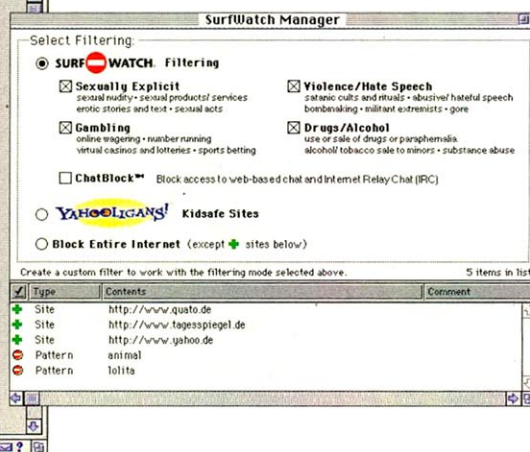 SurfWatch Manager
Select Filtering:
SURF WATCH. Filtering
Sexually Explicit
sexual nudity • sexual products/ services
erotic stories and text • sexual acts
Violence/Hate Speech
satanic cults and rituals • abusive/ hateful speech
bombmaking • militant extremists • gore
Gambling
online wagering • number running
virtual casinos and lotteries • sports betting
Drugs/Alcohol
use or sale of drugs or paraphernalia
alcohol/ tobacco sale to minors • substance abuse
ChatBlock™ Block access to web-based chat and Internet Relay Chat (IRC)
YAHOOLIGANS! Kidsafe Sites
Block Entire Internet (except + sites below)
Create a custom filter to work with the filtering mode selected above. 5 items in list
Type Contents Comment
Site http://www.quato.de
Site http://www.tagesspiegel.de
Site http://www.yahoo.de
Pattern animal
Pattern lolita
?